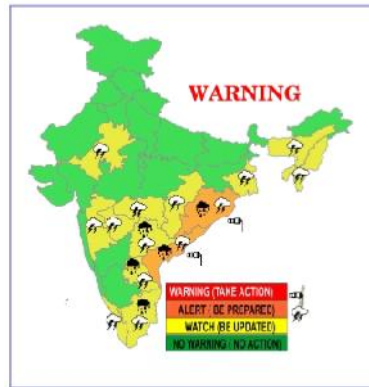 WARNING
WARNING (TAKE ACTION)
ALERT ( BE PREPARED)
WATCH (BE UPDATED)
NO WARNING ( NO ACTION)